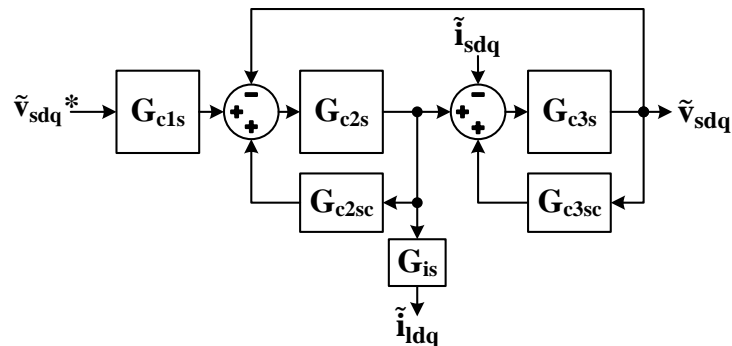 ĩsdq
ṽsdq* Gc1s - + + Gc2s + - + Gc3s ṽsdq
Gc2sc Gc3sc
Gis
ĩldq